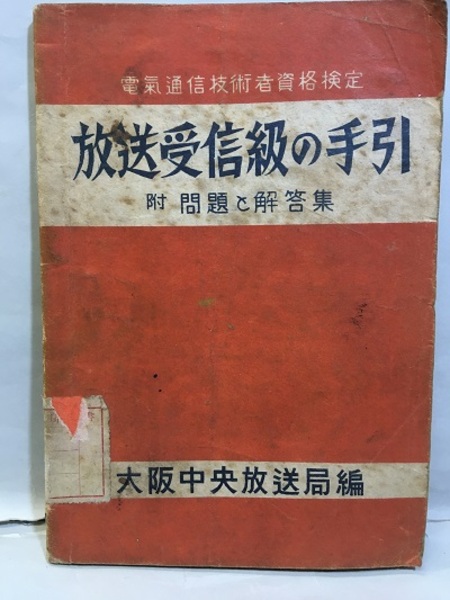 電氣通信技術者資格検定
放送受信級の手引
附 問題と解答集
大阪中央放送局編